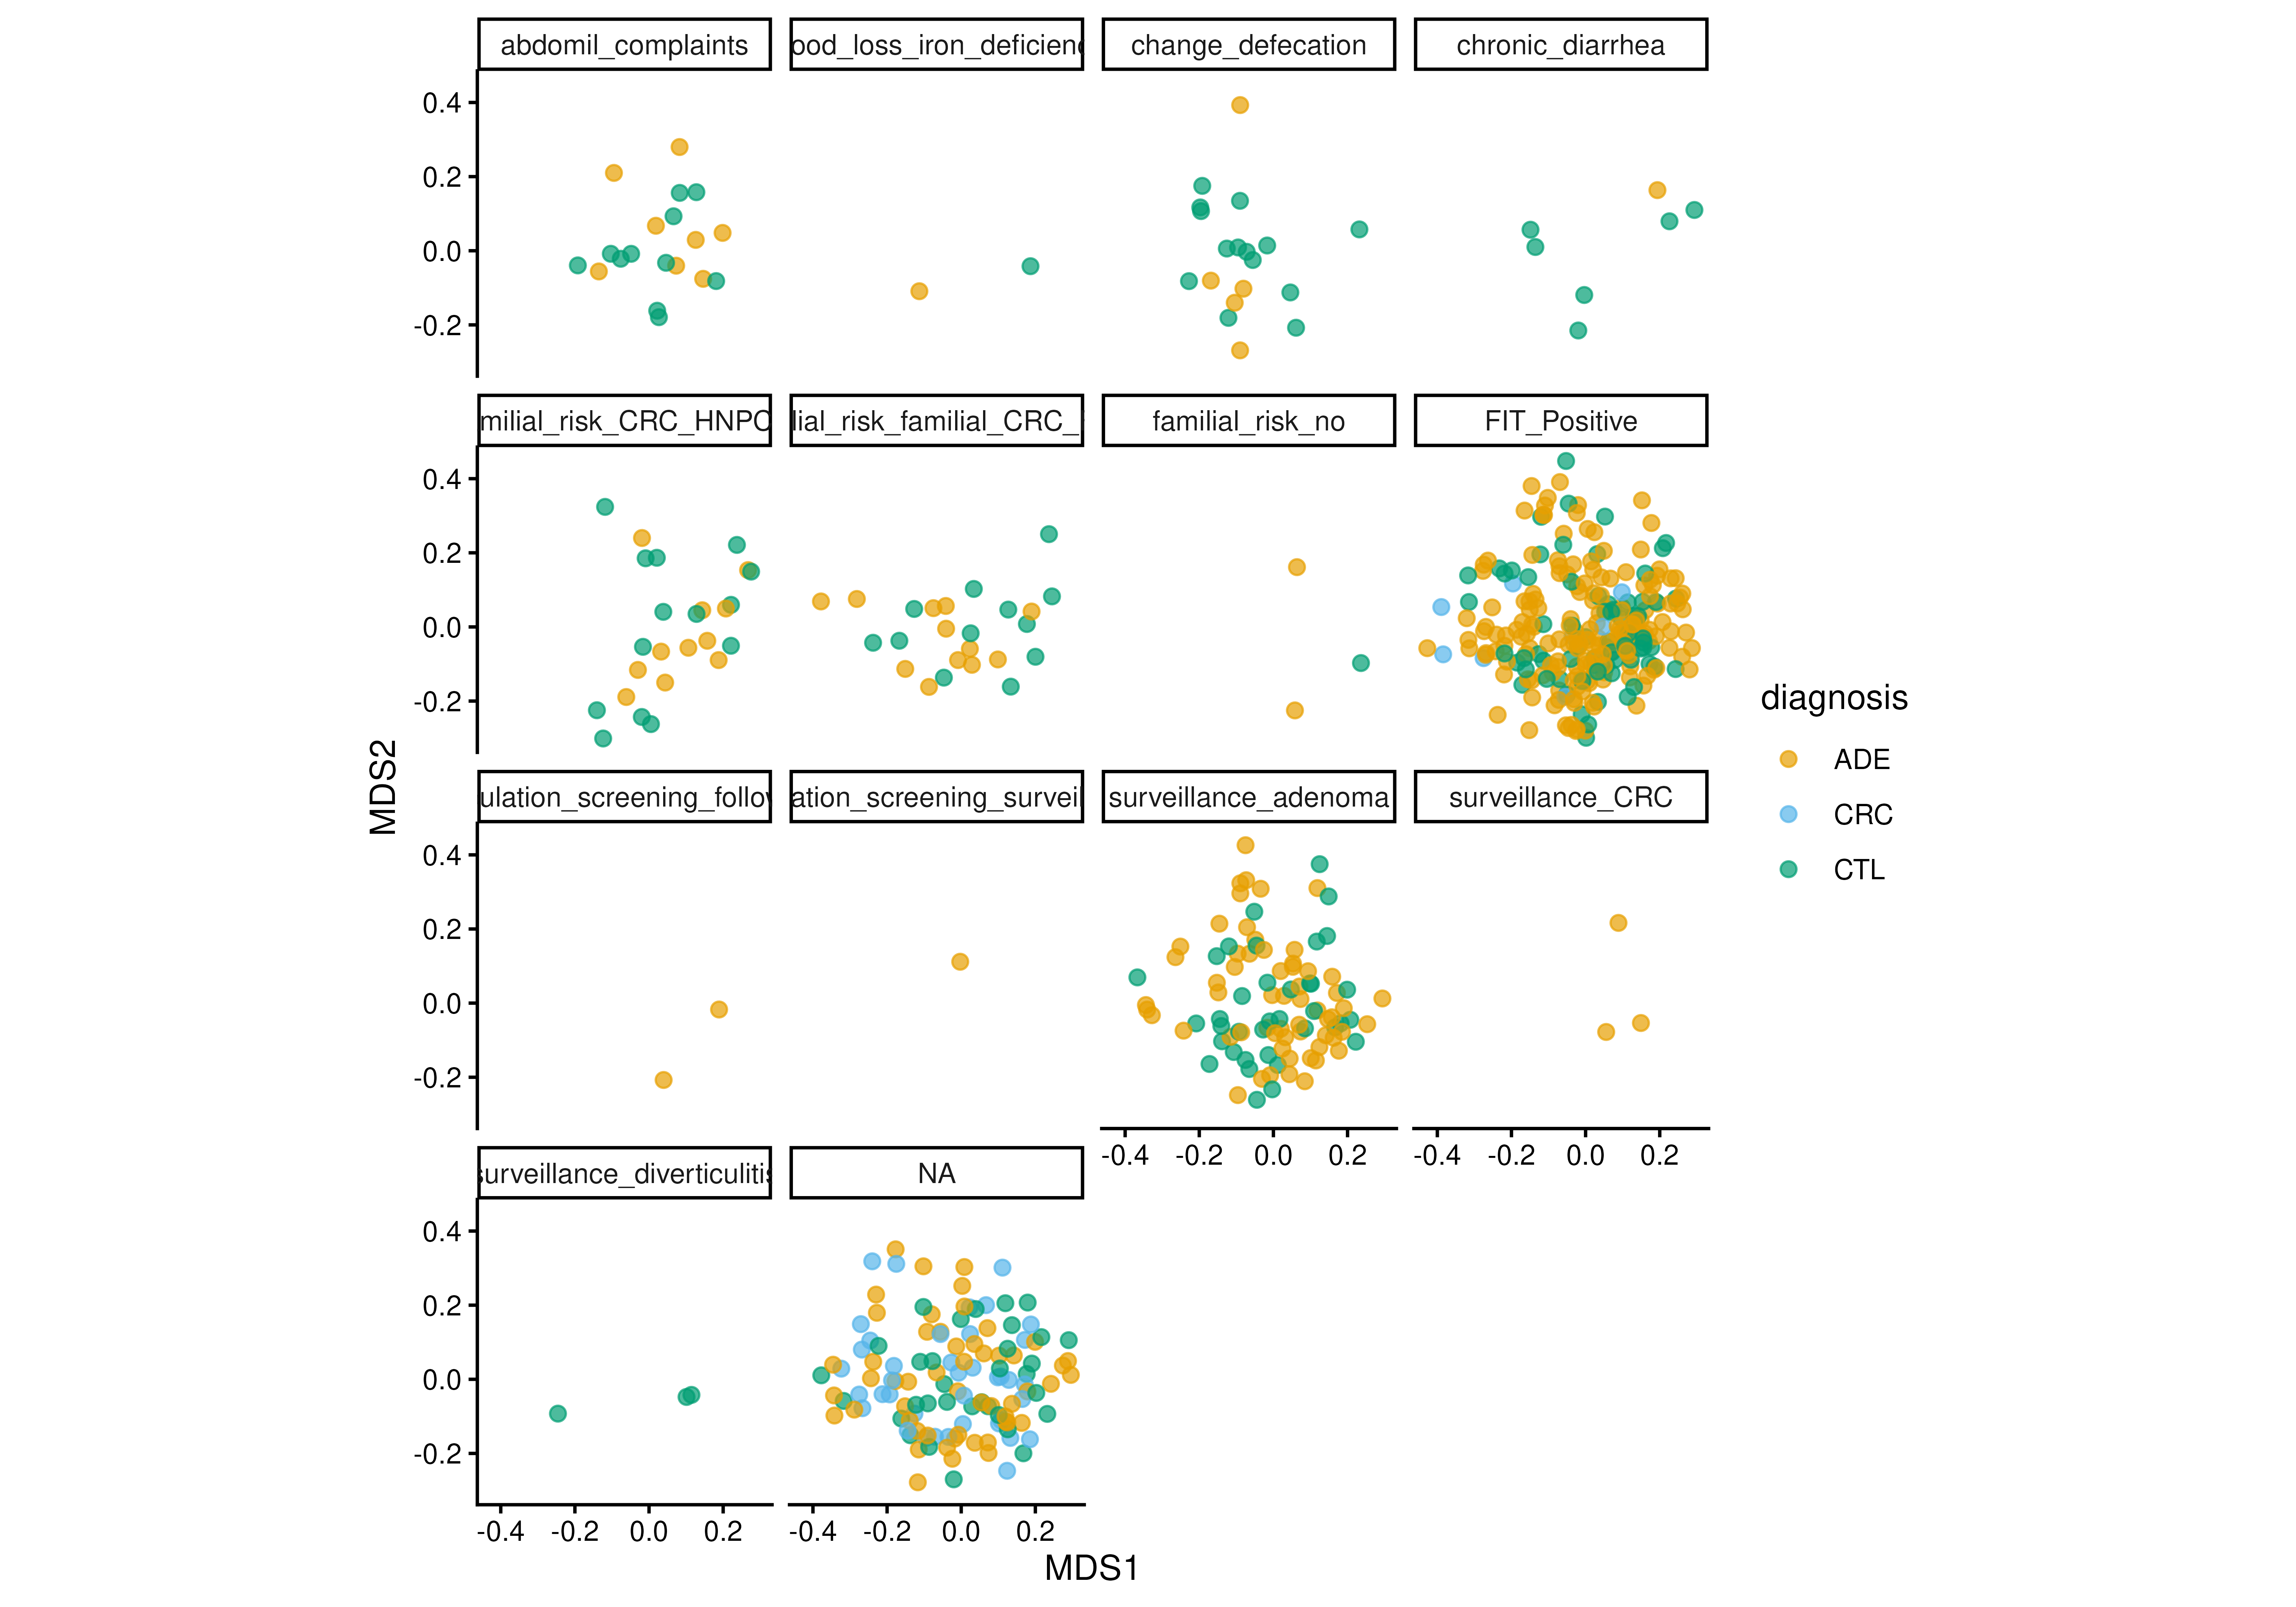 abdomil_complaints
ood_loss_iron_deficien
change_defecation
chronic_diarrhea
0.4
0.2
0.0
-0.2
milial_risk_CRC_HNPC
lial_risk_familial_CRC_
familial_risk_no
FIT_Positive
0.4
0.2
0.0
-0.2
ulation_screening_follow
ation_screening_surveil
surveillance_adenoma
surveillance_CRC
0.4
0.2
0.0
-0.2
-0.4 -0.2 0.0 0.2
-0.4 -0.2 0.0 0.2
surveillance_diverticulitis
NA
0.4
0.2
0.0
-0.2
-0.4 -0.2 0.0 0.2
-0.4 -0.2 0.0 0.2
MDS1
MDS2
diagnosis
ADE
CRC
CTL